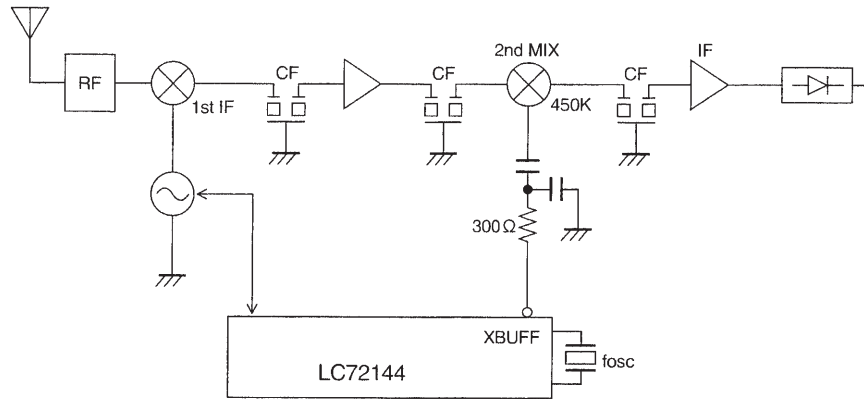 RF
1st IF
CF
CF
2nd MIX
450K
CF
IF
300Ω
XBUFF
LC72144
fosc